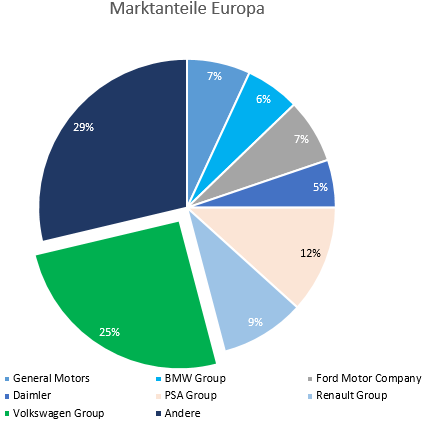 Marktanteile Europa
7%
6%
7%
5%
12%
9%
25%
29%
General Motors BMW Group Ford Motor Company
Daimler PSA Group Renault Group
Volkswagen Group Andere